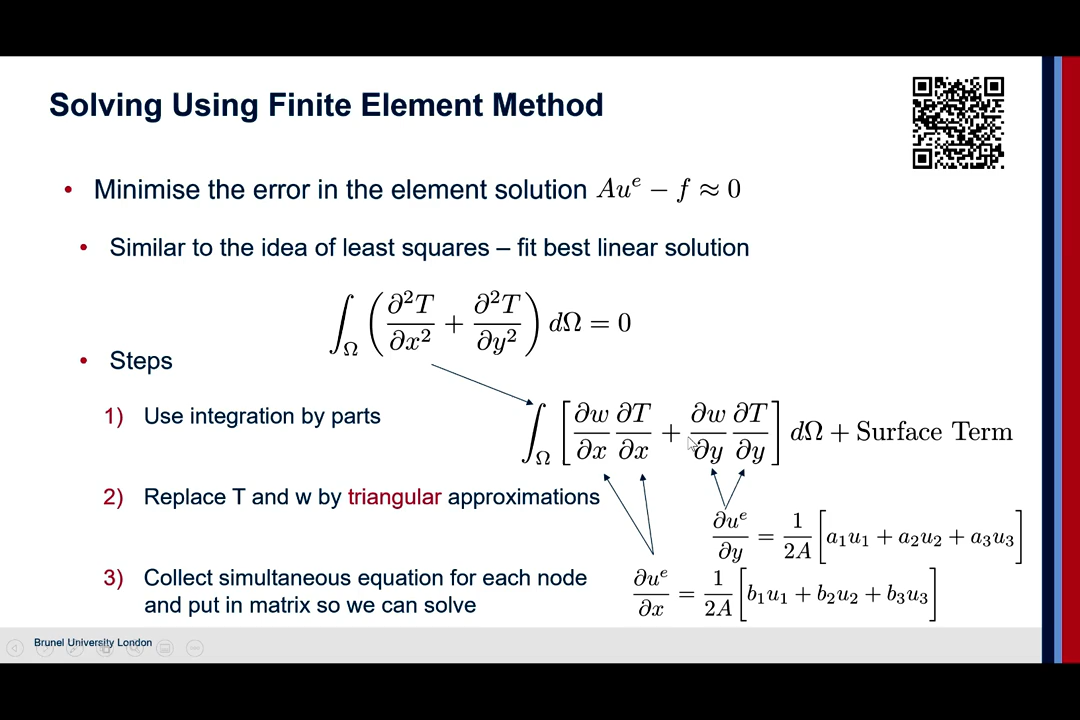 Solving Using Finite Element Method
• Minimise the error in the element solution Auᵉ − f ≈ 0
• Similar to the idea of least squares – fit best linear solution
∫_Ω (∂²T/∂x² + ∂²T/∂y²) dΩ = 0
• Steps
1) Use integration by parts
∫_Ω [∂w/∂x ∂T/∂x + ∂w/∂y ∂T/∂y] dΩ + Surface Term
2) Replace T and w by triangular approximations
∂uᵉ/∂y = 1/2A [a₁u₁ + a₂u₂ + a₃u₃]
3) Collect simultaneous equation for each node
and put in matrix so we can solve
∂uᵉ/∂x = 1/2A [b₁u₁ + b₂u₂ + b₃u₃]
Brunel University London